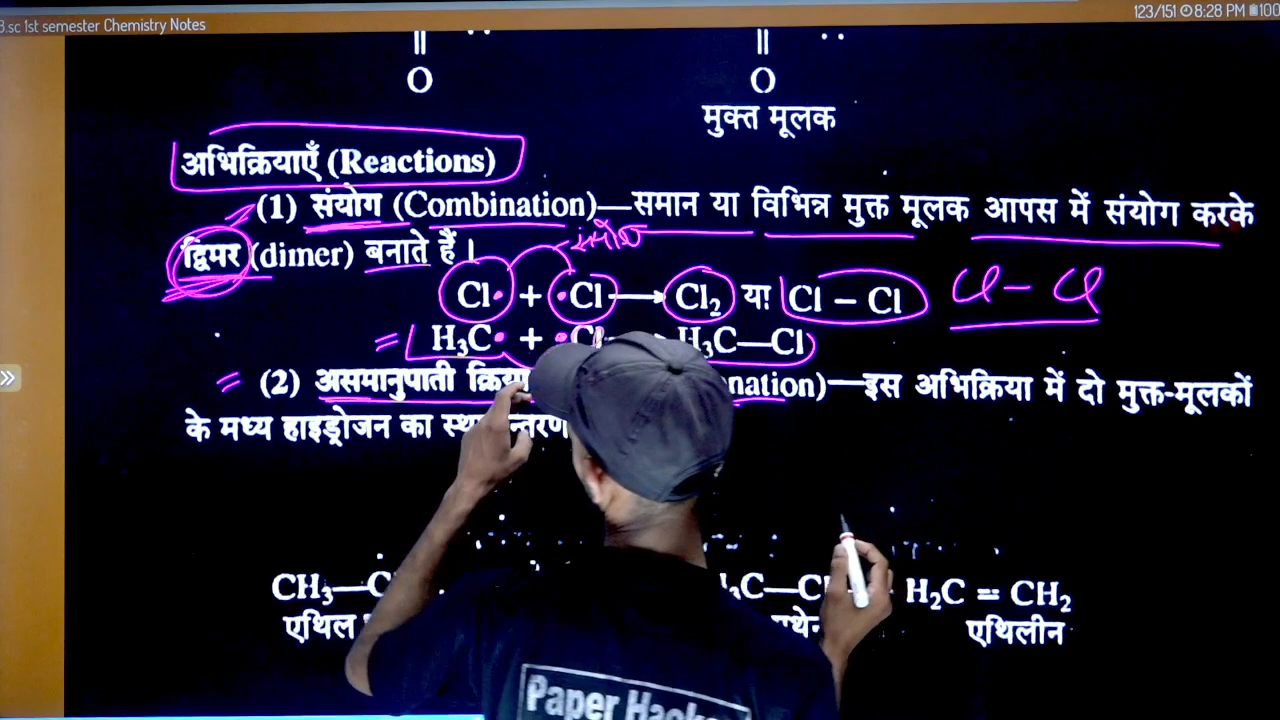 B.sc 1st semester Chemistry Notes
123/151 8:28 PM 100
O O
मुक्त मूलक
अभिक्रियाएँ (Reactions)
(1) संयोग (Combination)—समान या विभिन्न मुक्त मूलक आपस में संयोग करके
द्विमर (dimer) बनाते हैं।
संयोग
Cl• + •Cl ⟶ Cl₂ या Cl – Cl Cl – Cl
H₃C• + •Cl H₃C—Cl
(2) असमानुपाती क्रिया nation)—इस अभिक्रिया में दो मुक्त-मूलकों
के मध्य हाइड्रोजन का
CH₃—C H₂C = CH₂
एथिल एथिलीन
Paper